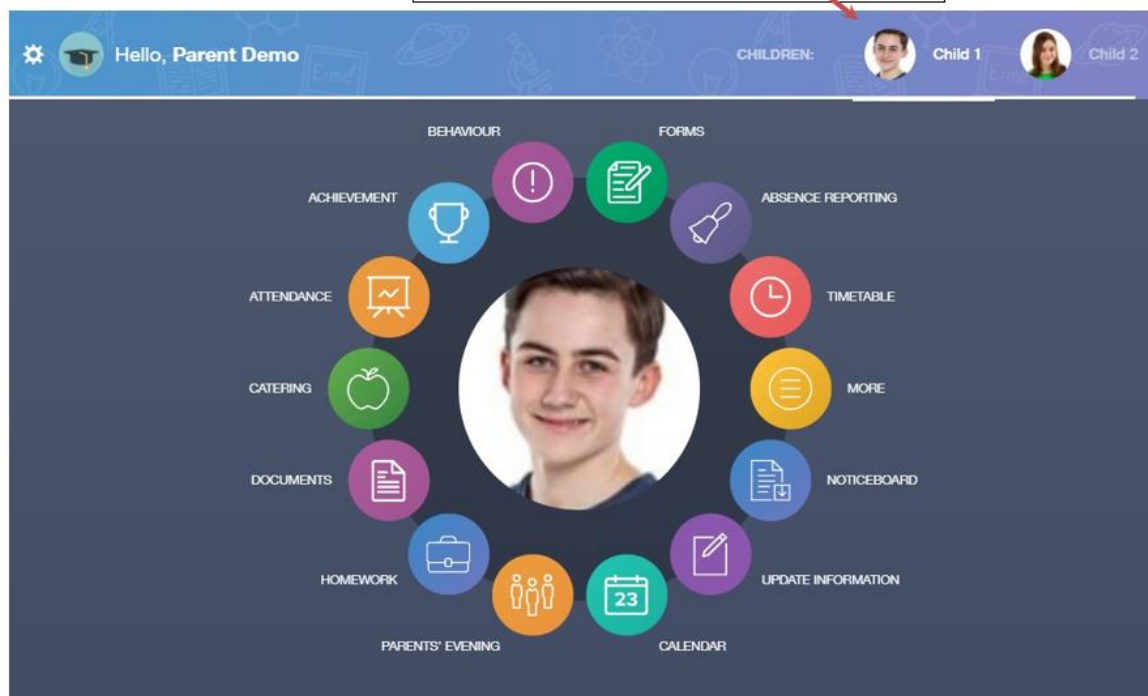 Hello, Parent Demo
CHILDREN:
Child 1
Child 2
BEHAVIOUR
FORMS
ACHIEVEMENT
ABSENCE REPORTING
ATTENDANCE
TIMETABLE
CATERING
MORE
DOCUMENTS
NOTICEBOARD
HOMEWORK
UPDATE INFORMATION
23
PARENTS' EVENING
CALENDAR